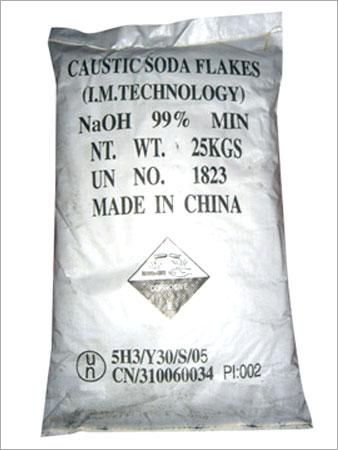 CAUSTIC SODA FLAKES
(I.M.TECHNOLOGY)
NaOH 99% MIN
NT. WT. 25KGS
UN NO. 1823
MADE IN CHINA
CORROSIVE
un 5H3/Y30/S/05
CN/310060034 PI:002